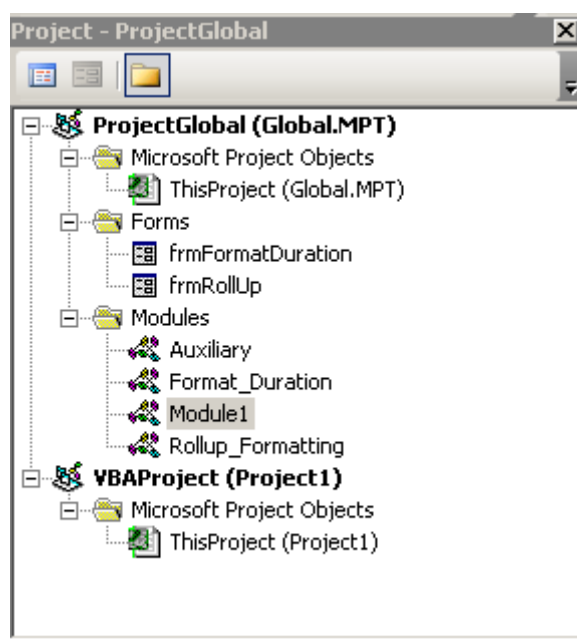 Project - ProjectGlobal
ProjectGlobal (Global.MPT)
Microsoft Project Objects
ThisProject (Global.MPT)
Forms
frmFormatDuration
frmRollUp
Modules
Auxiliary
Format_Duration
Module1
Rollup_Formatting
VBAProject (Project1)
Microsoft Project Objects
ThisProject (Project1)